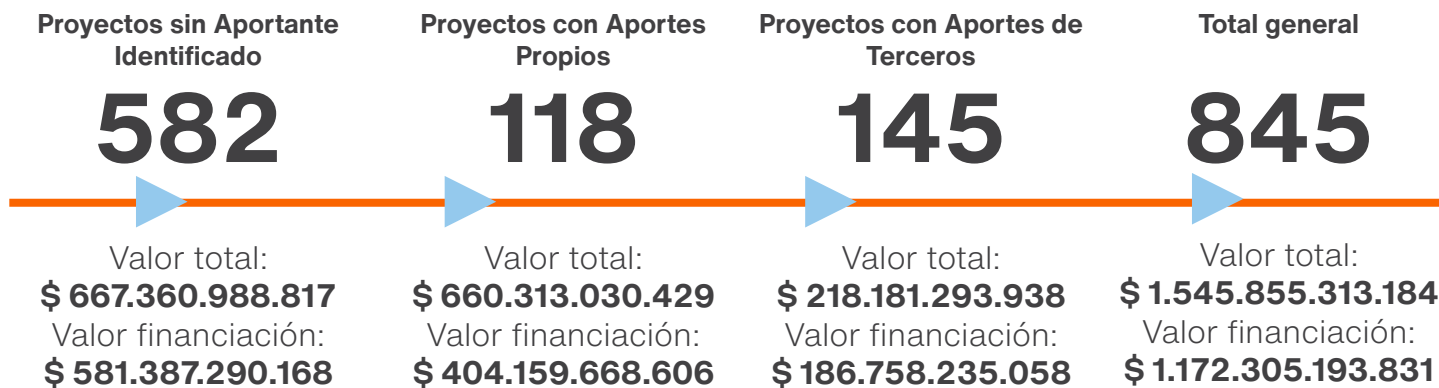 Proyectos sin Aportante
Identificado
582
Valor total:
$ 667.360.988.817
Valor financiación:
$ 581.387.290.168
Proyectos con Aportes
Propios
118
Valor total:
$ 660.313.030.429
Valor financiación:
$ 404.159.668.606
Proyectos con Aportes de
Terceros
145
Valor total:
$ 218.181.293.938
Valor financiación:
$ 186.758.235.058
Total general
845
Valor total:
$ 1.545.855.313.184
Valor financiación:
$ 1.172.305.193.831